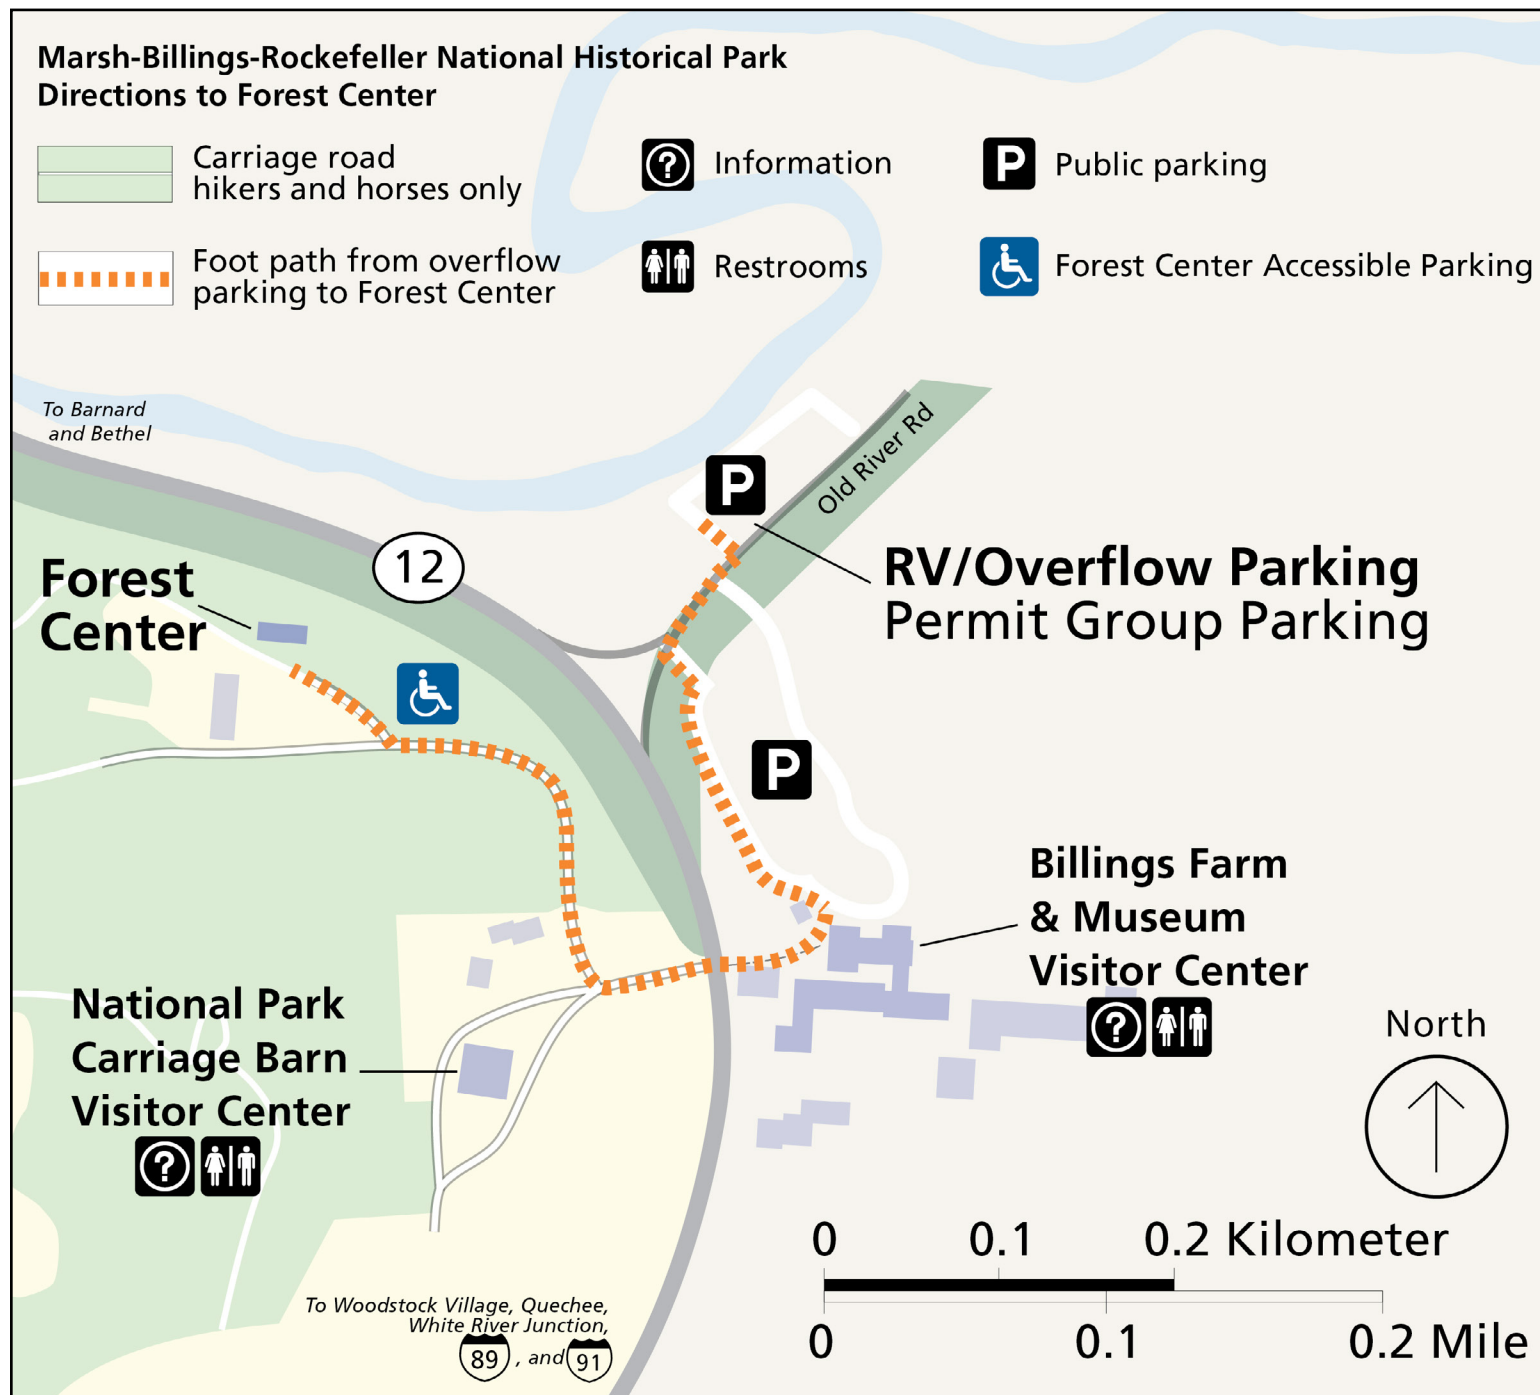 Marsh-Billings-Rockefeller National Historical Park
Directions to Forest Center
Carriage road
hikers and horses only
Information
P
Public parking
Foot path from overflow
parking to Forest Center
Restrooms
Forest Center Accessible Parking
To Barnard
and Bethel
Old River Rd
P
12
RV/Overflow Parking
Permit Group Parking
Forest
Center
P
Billings Farm
& Museum
Visitor Center
?
National Park
Carriage Barn
Visitor Center
?
North
0 0.1 0.2 Kilometer
0 0.1 0.2 Mile
To Woodstock Village, Quechee,
White River Junction,
89 , and 91